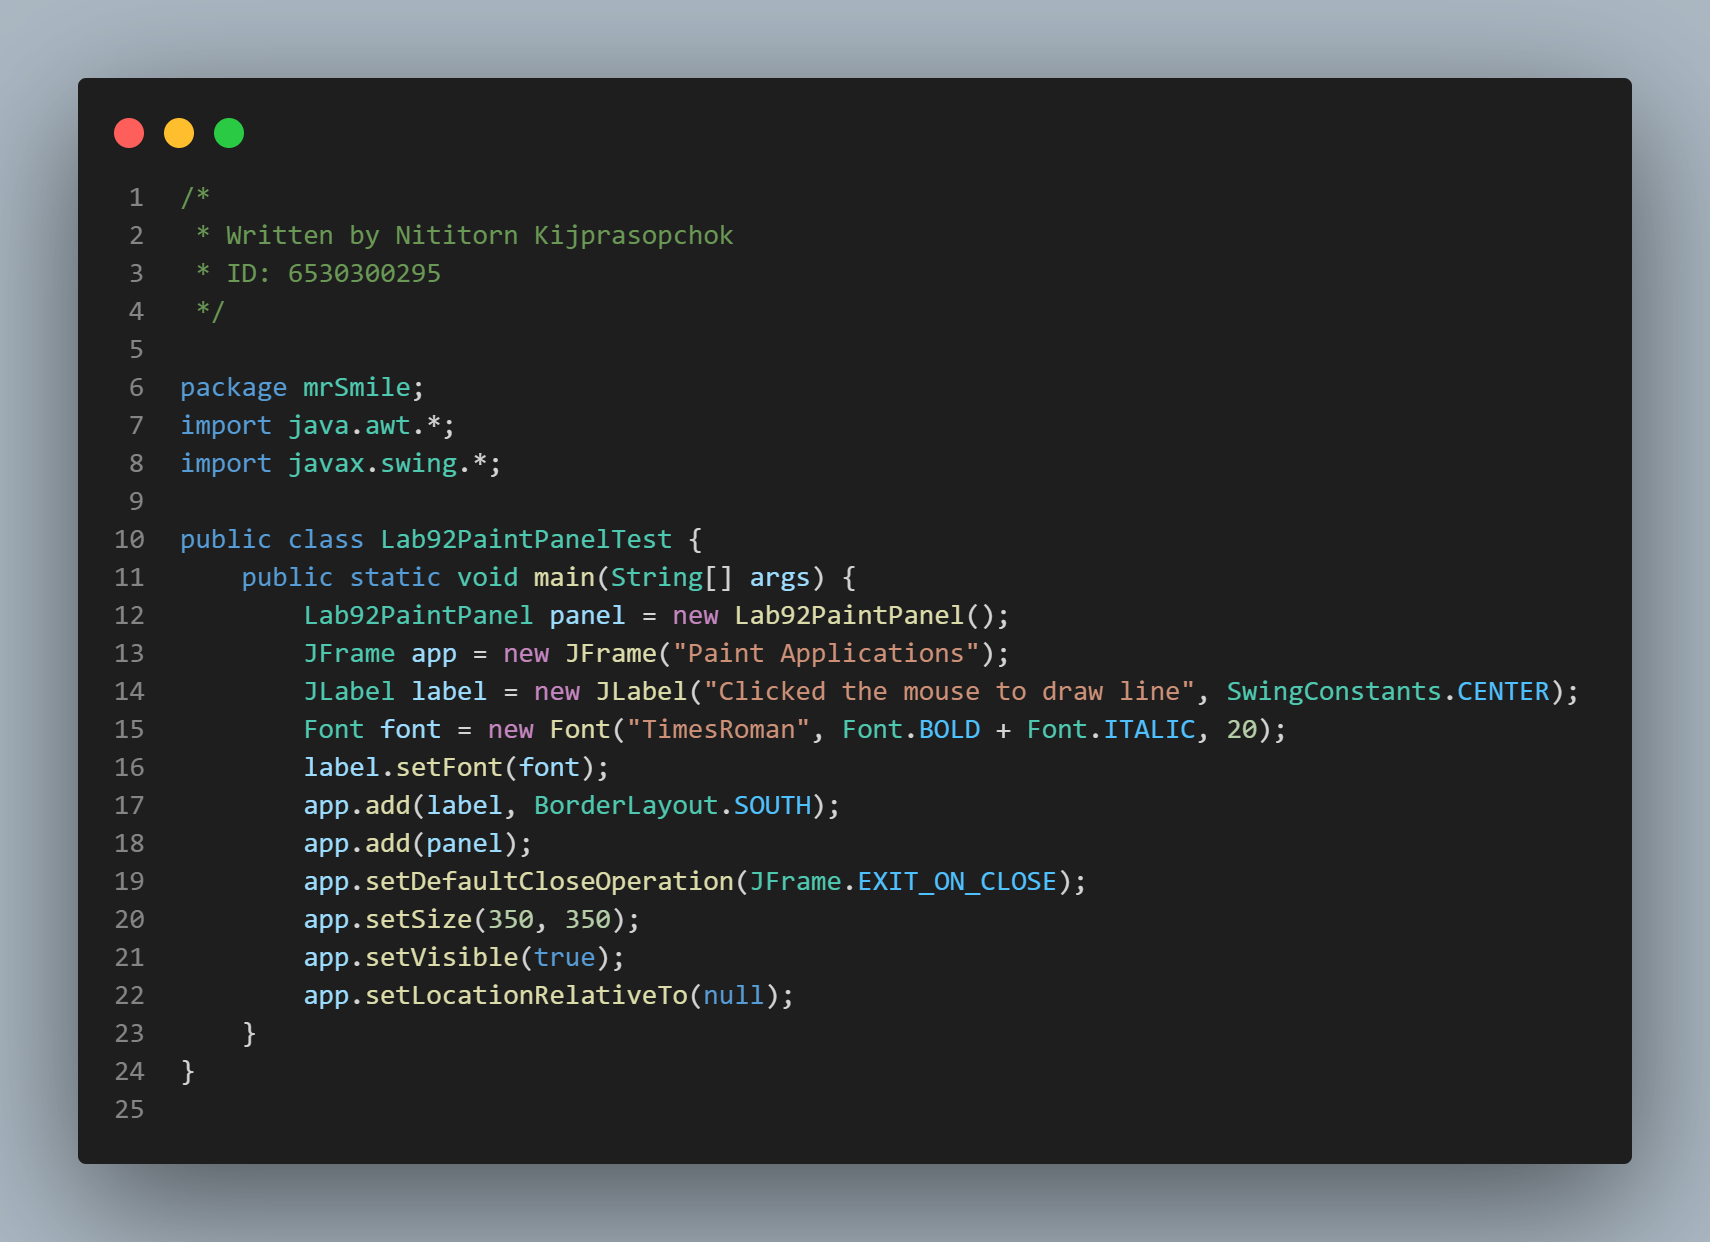 1 /*
2  * Written by Nititorn Kijprasopchok
3  * ID: 6530300295
4  */
5
6 package mrSmile;
7 import java.awt.*;
8 import javax.swing.*;
9
10 public class Lab92PaintPanelTest {
11     public static void main(String[] args) {
12         Lab92PaintPanel panel = new Lab92PaintPanel();
13         JFrame app = new JFrame("Paint Applications");
14         JLabel label = new JLabel("Clicked the mouse to draw line", SwingConstants.CENTER);
15         Font font = new Font("TimesRoman", Font.BOLD + Font.ITALIC, 20);
16         label.setFont(font);
17         app.add(label, BorderLayout.SOUTH);
18         app.add(panel);
19         app.setDefaultCloseOperation(JFrame.EXIT_ON_CLOSE);
20         app.setSize(350, 350);
21         app.setVisible(true);
22         app.setLocationRelativeTo(null);
23     }
24 }
25